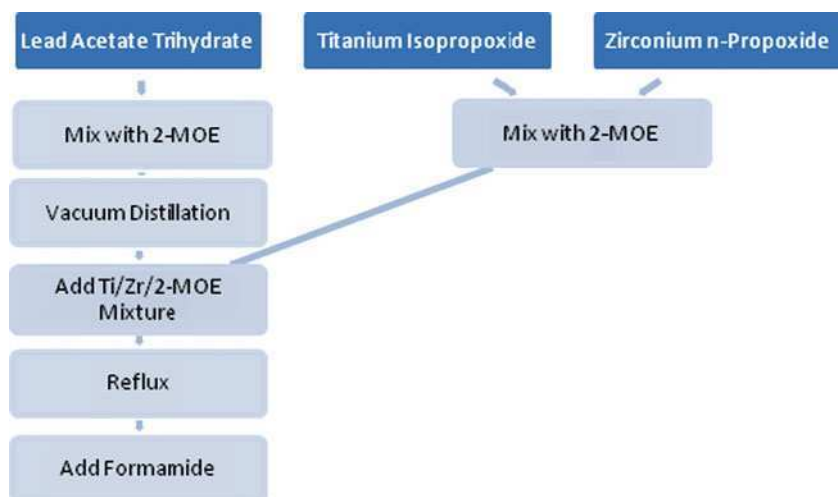 Lead Acetate Trihydrate
Titanium Isopropoxide
Zirconium n-Propoxide
Mix with 2-MOE
Mix with 2-MOE
Vacuum Distillation
Add Ti/Zr/2-MOE
Mixture
Reflux
Add Formamide